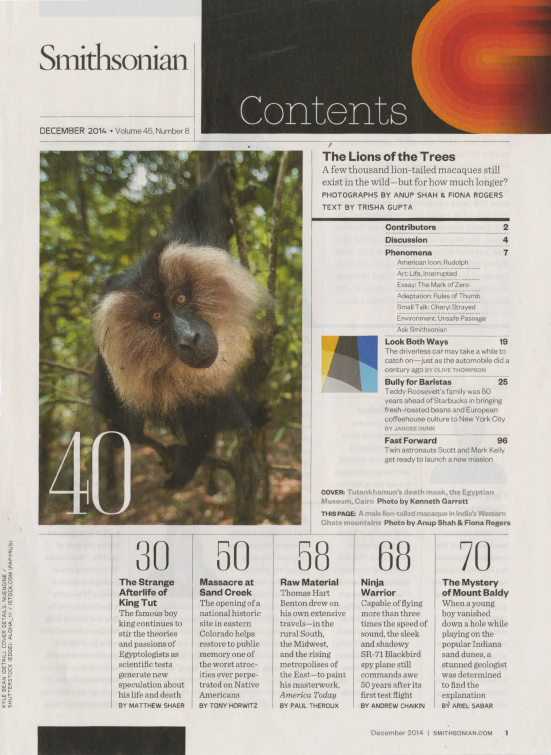 Smithsonian
Contents
DECEMBER 2014 • Volume 45, Number 8
The Lions of the Trees
A few thousand lion-tailed macaques still
exist in the wild—but for how much longer?
PHOTOGRAPHS BY ANUP SHAH & FIONA ROGERS
TEXT BY TRISHA GUPTA
Contributors 2
Discussion 4
Phenomena 7
American Icon: Rudolph
Art: Life, Interrupted
Essay: The Mark of Zero
Adaptation: Rules of Thumb
Small Talk: Cheryl Strayed
Environment: Unsafe Passage
Ask Smithsonian
Look Both Ways 19
The driverless car may take a while to
catch on—just as the automobile did a
century ago BY CLIVE THOMPSON
Bully for Baristas 25
Teddy Roosevelt's family was 50
years ahead of Starbucks in bringing
fresh-roasted beans and European
coffeehouse culture to New York City
BY JANCEE DUNN
Fast Forward 96
Twin astronauts Scott and Mark Kelly
get ready to launch a new mission
40
COVER: Tutankhamun's death mask, the Egyptian
Museum, Cairo Photo by Kenneth Garrett
THIS PAGE: A male lion-tailed macaque in India's Western
Ghats mountains Photo by Anup Shah & Fiona Rogers
30
The Strange
Afterlife of
King Tut
The famous boy
king continues to
stir the theories
and passions of
Egyptologists as
scientific tests
generate new
speculation about
his life and death
BY MATTHEW SHAER
50
Massacre at
Sand Creek
The opening of a
national historic
site in eastern
Colorado helps
restore to public
memory one of
the worst atroc-
ities ever perpe-
trated on Native
Americans
BY TONY HORWITZ
58
Raw Material
Thomas Hart
Benton drew on
his own extensive
travels—in the
rural South,
the Midwest,
and the rising
metropolises of
the East—to paint
his masterwork,
America Today
BY PAUL THEROUX
68
Ninja
Warrior
Capable of flying
more than three
times the speed of
sound, the sleek
and shadowy
SR-71 Blackbird
spy plane still
commands awe
50 years after its
first test flight
BY ANDREW CHAIKIN
70
The Mystery
of Mount Baldy
When a young
boy vanished
down a hole while
playing on the
popular Indiana
sand dunes, a
stunned geologist
was determined
to find the
explanation
BY ARIEL SABAR
KYLE BEAN (DETAIL); COVER DETAILS: NUENGINE /
SHUTTERSTOCK (EDGE); ALOHA_17 / ISTOCK.COM (PAPYRUS)
December 2014 | SMITHSONIAN.COM 1